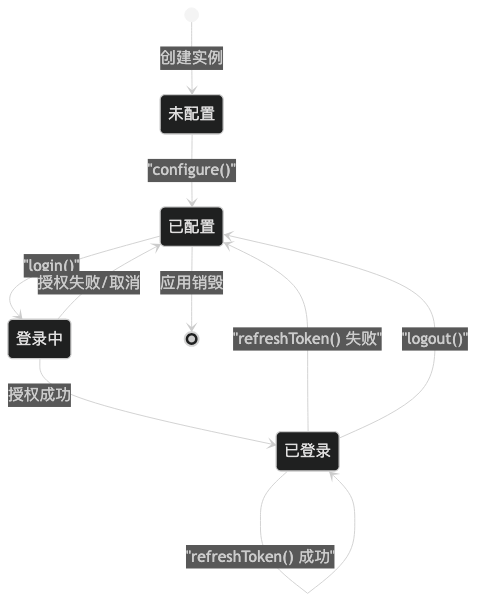 创建实例
未配置
"configure()"
已配置
"login()"
授权失败/取消
应用销毁
登录中
"refreshToken() 失败"
"logout()"
授权成功
已登录
"refreshToken() 成功"